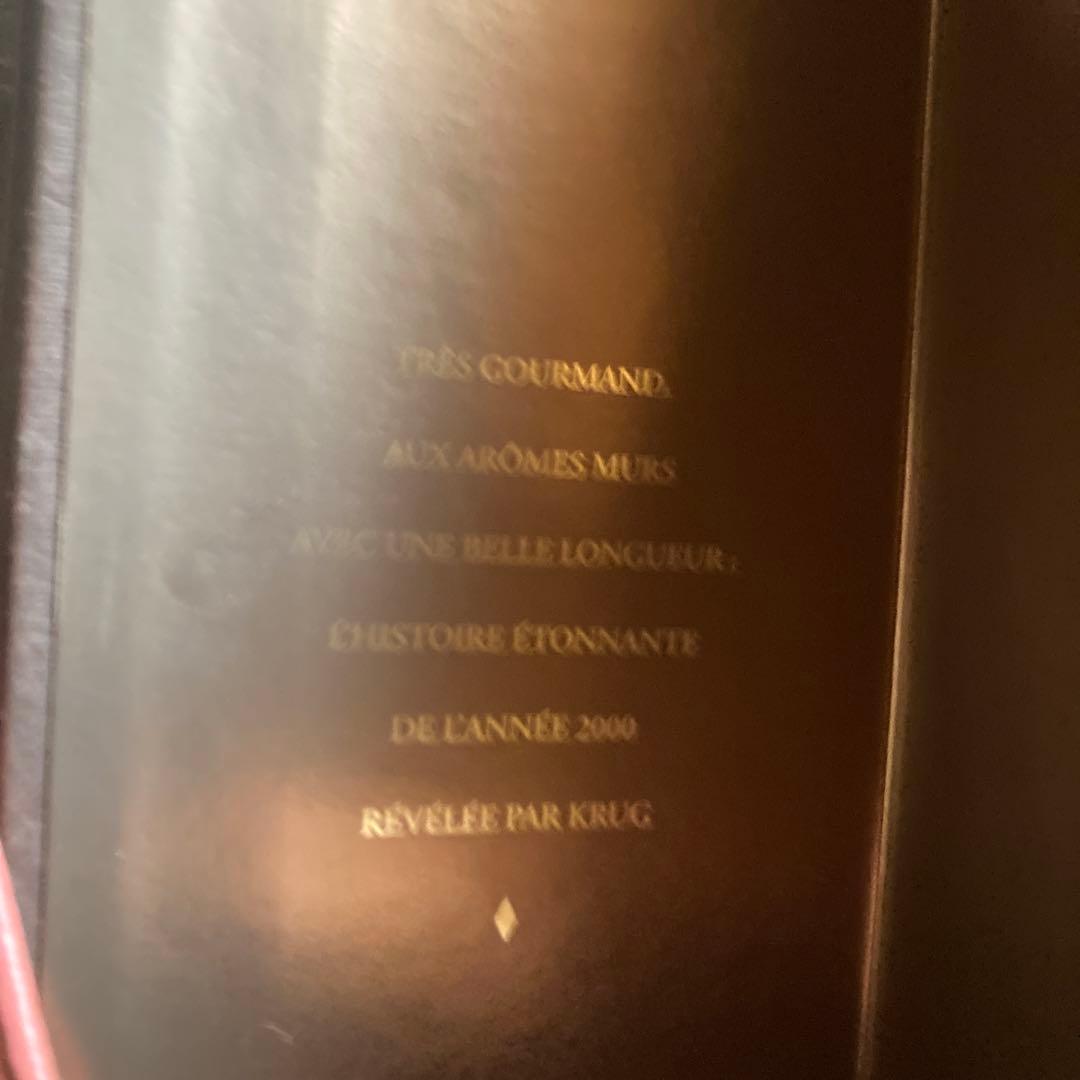 TRÈS GOURMAND,
AUX ARÔMES MURS
AVEC UNE BELLE LONGUEUR :
L'HISTOIRE ÉTONNANTE
DE L'ANNÉE 2000
RÉVÉLÉE PAR KRUG